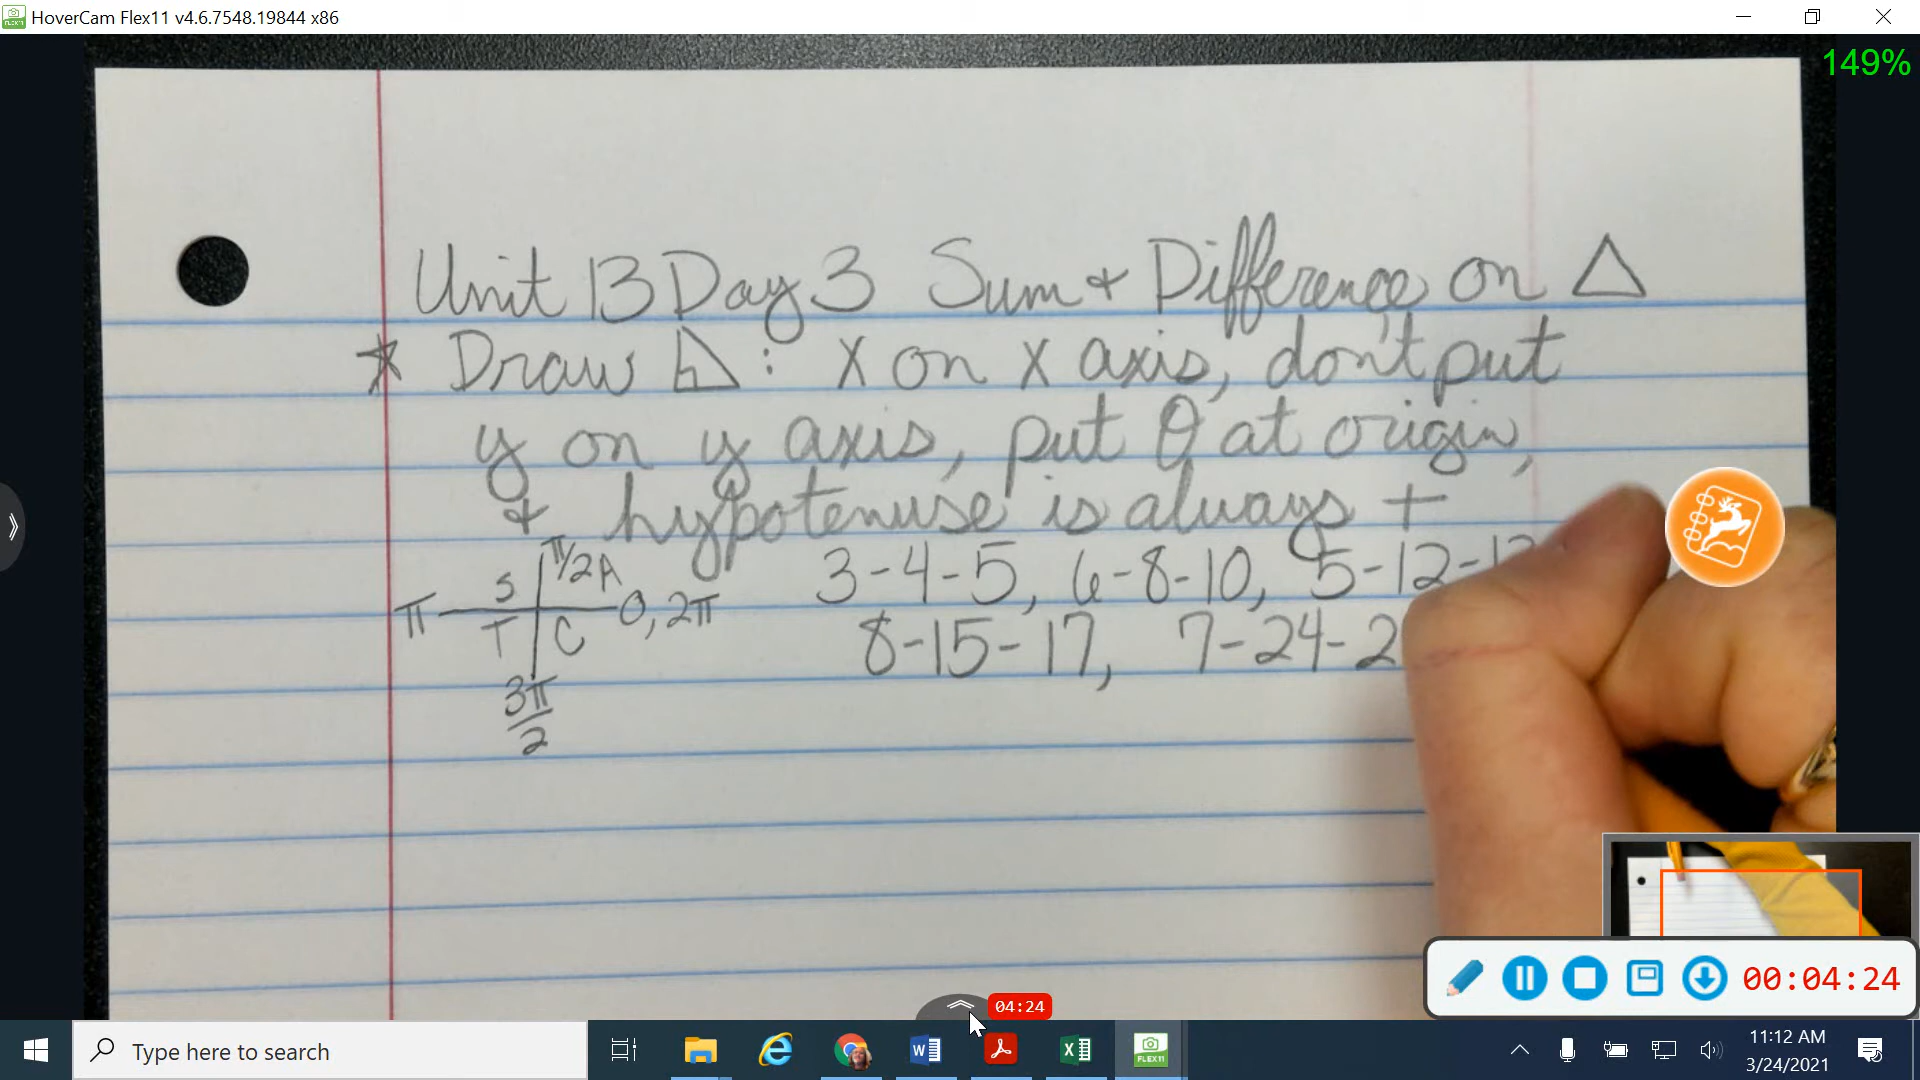 HoverCam Flex11 v4.6.7548.19844 x86
149%
Unit 13 Day 3 Sum + Difference on △
* Draw ◺: X on X axis, don't put
y on y axis, put θ at origin,
+ hypotenuse is always +
π/2
S A
π 0, 2π
T C
3π/2
3-4-5, 6-8-10, 5-12-13
8-15-17, 7-24-2
00:04:24
04:24
Type here to search
FLEX11
11:12 AM
3/24/2021